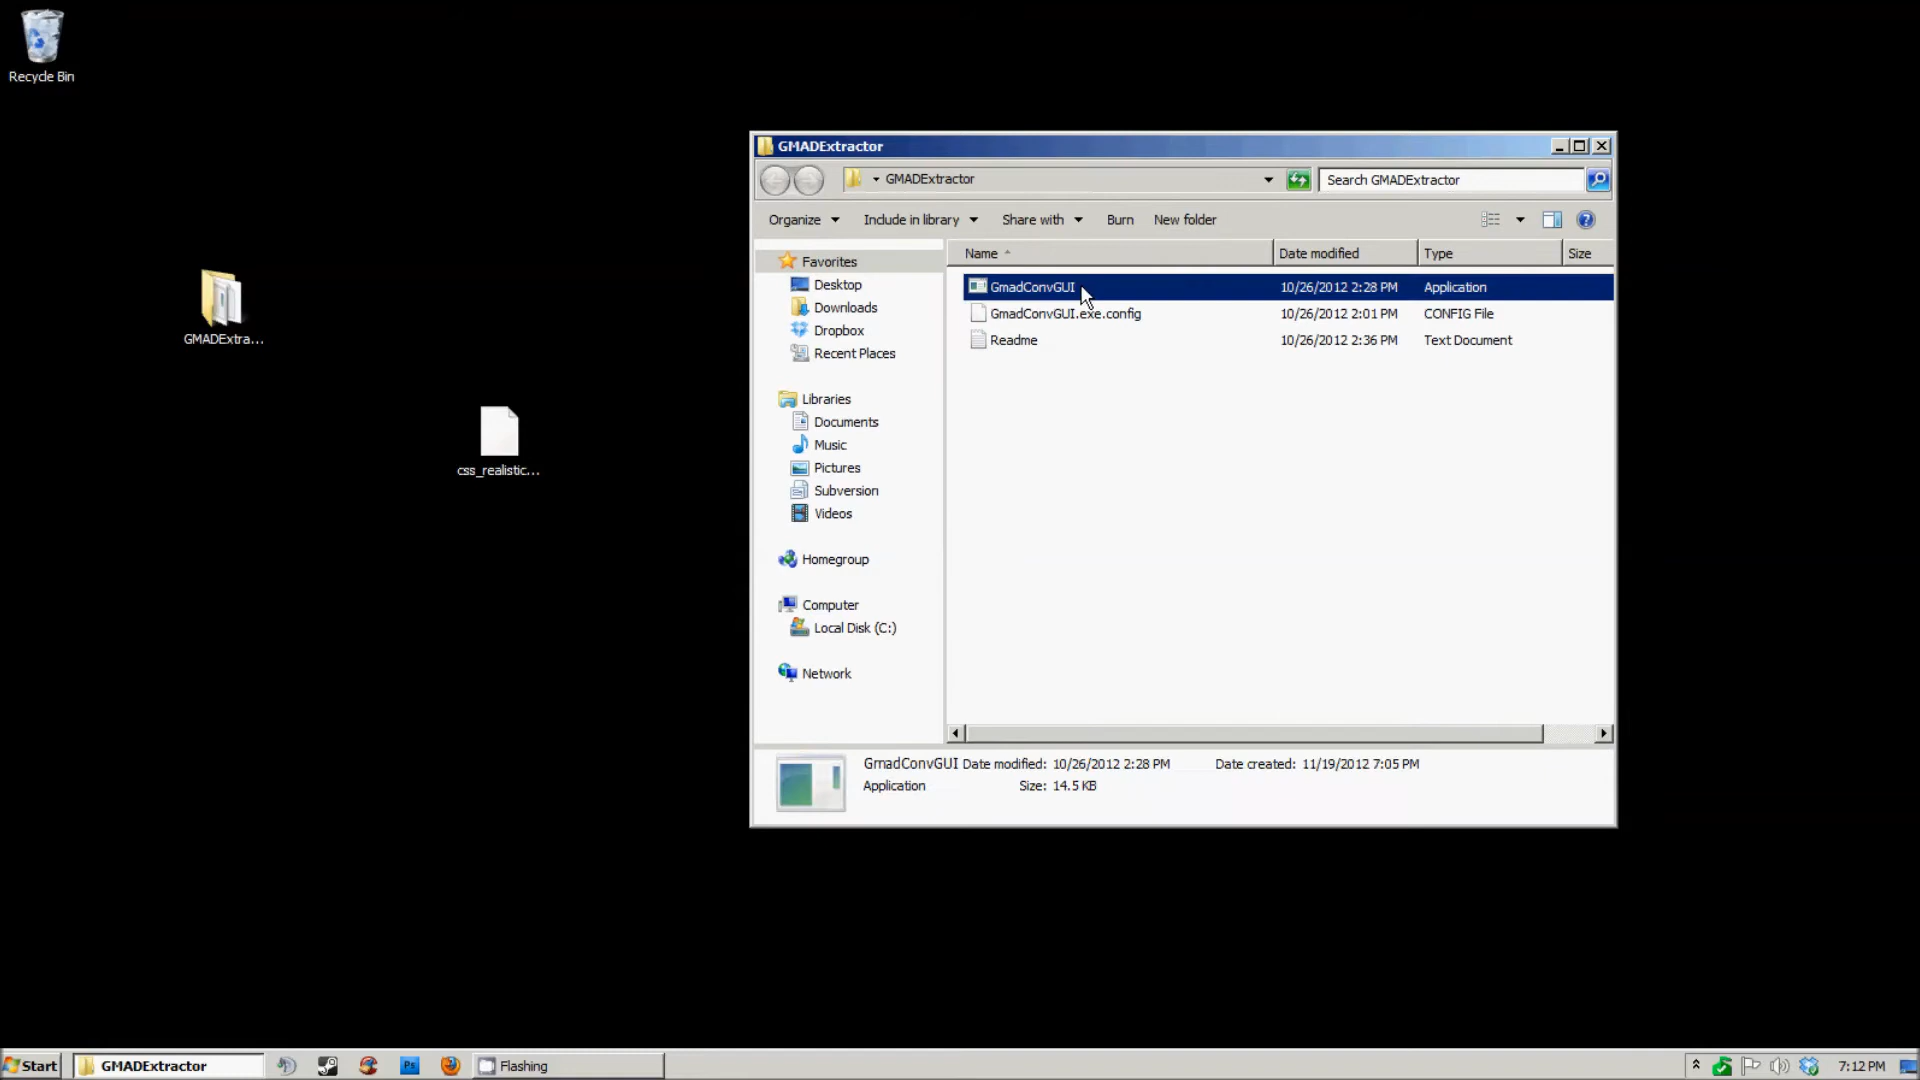 Recycle Bin
GMADExtra...
css_realistic...
GMADExtractor
GMADExtractor
Search GMADExtractor
Organize
Include in library
Share with
Burn
New folder
Name
Date modified
Type
Size
Favorites
Desktop
Downloads
Dropbox
Recent Places
Libraries
Documents
Music
Pictures
Subversion
Videos
Homegroup
Computer
Local Disk (C:)
Network
GmadConvGUI 10/26/2012 2:28 PM Application
GmadConvGUI.exe.config 10/26/2012 2:01 PM CONFIG File
Readme 10/26/2012 2:36 PM Text Document
GmadConvGUI Date modified: 10/26/2012 2:28 PM Date created: 11/19/2012 7:05 PM
Application Size: 14.5 KB
Start
GMADExtractor
Ps
Flashing
7:12 PM